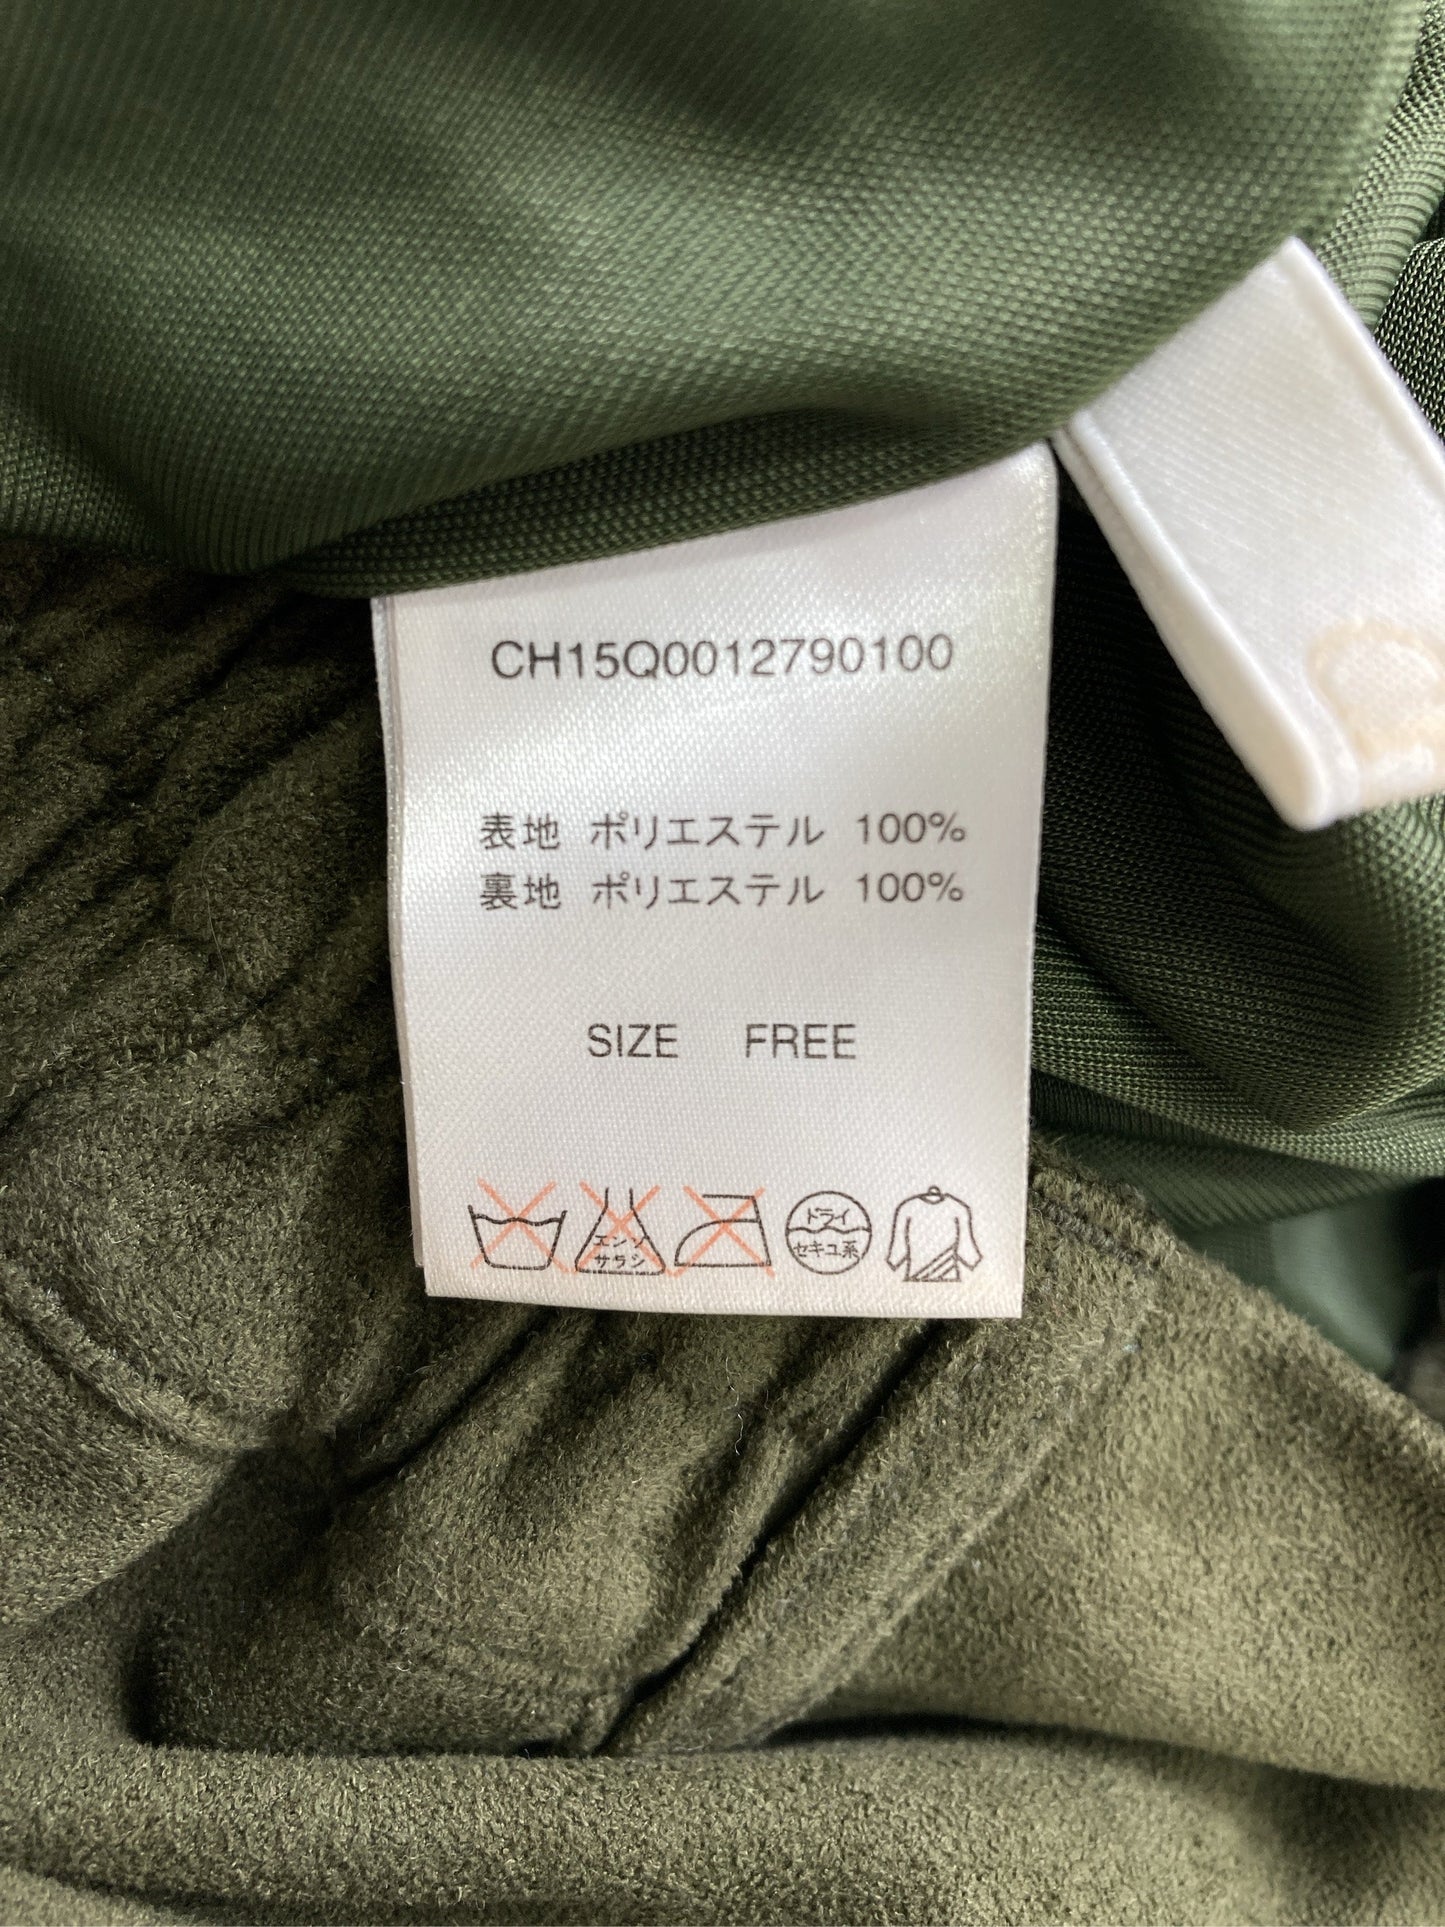 CH15Q0012790100
表地 ポリエステル 100%
裏地 ポリエステル 100%
SIZE FREE
エンソ
サラシ
ドライ
セキユ系